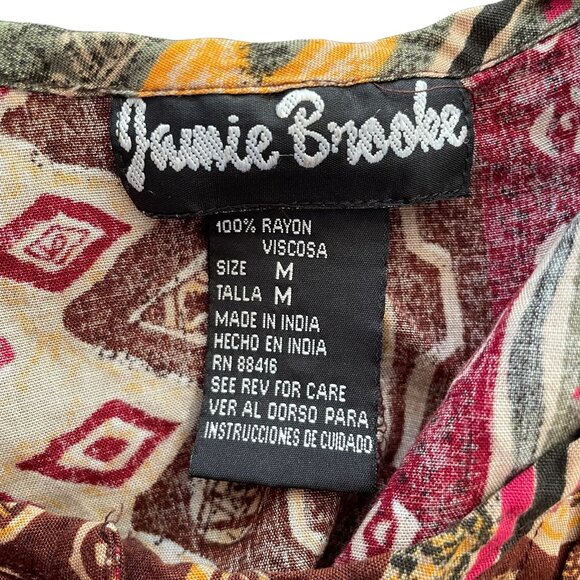 Jamie Brooke
100% RAYON
VISCOSA
SIZE M
TALLA M
MADE IN INDIA
HECHO EN INDIA
RN 88416
SEE REV FOR CARE
VER AL DORSO PARA
INSTRUCCIONES DE CUIDADO